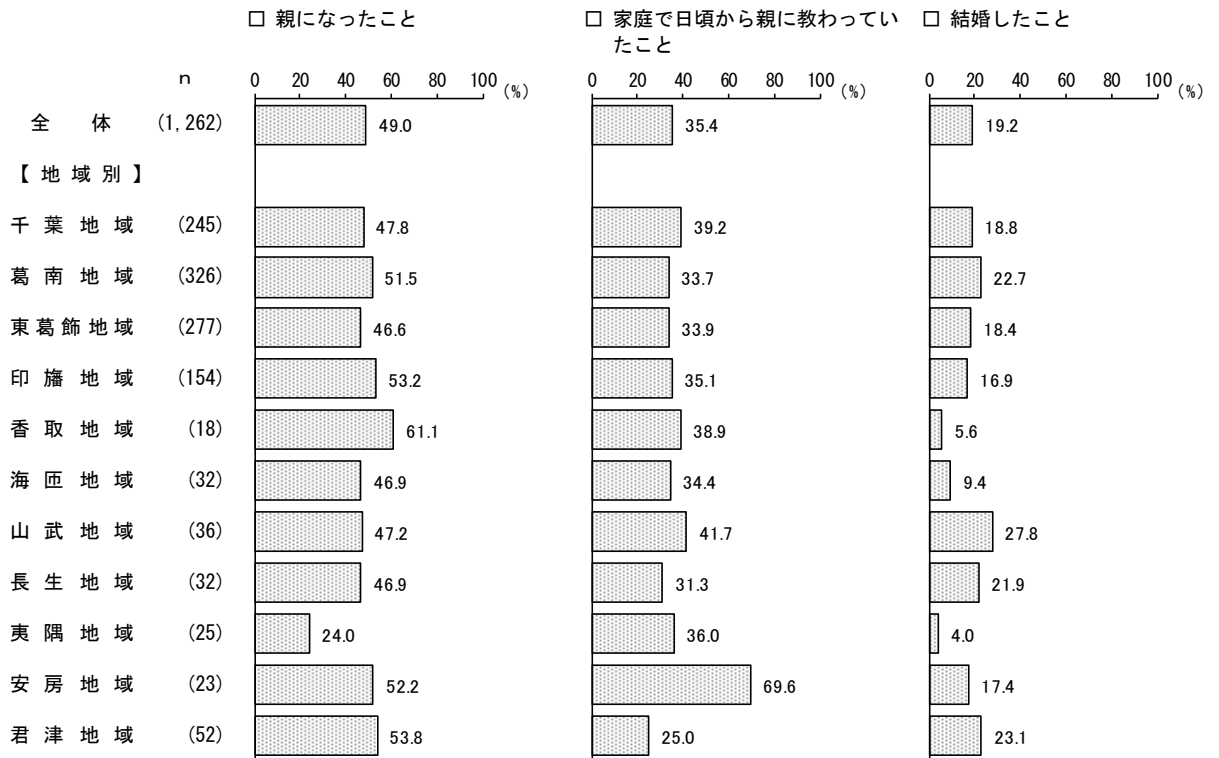 □ 親になったこと
□ 家庭で日頃から親に教わってい
たこと
□ 結婚したこと
n 0 20 40 60 80 100 (%) 0 20 40 60 80 100 (%) 0 20 40 60 80 100 (%)
全体 (1,262) 49.0 35.4 19.2
【地域別】
千葉地域 (245) 47.8 39.2 18.8
葛南地域 (326) 51.5 33.7 22.7
東葛飾地域 (277) 46.6 33.9 18.4
印旛地域 (154) 53.2 35.1 16.9
香取地域 (18) 61.1 38.9 5.6
海匝地域 (32) 46.9 34.4 9.4
山武地域 (36) 47.2 41.7 27.8
長生地域 (32) 46.9 31.3 21.9
夷隅地域 (25) 24.0 36.0 4.0
安房地域 (23) 52.2 69.6 17.4
君津地域 (52) 53.8 25.0 23.1